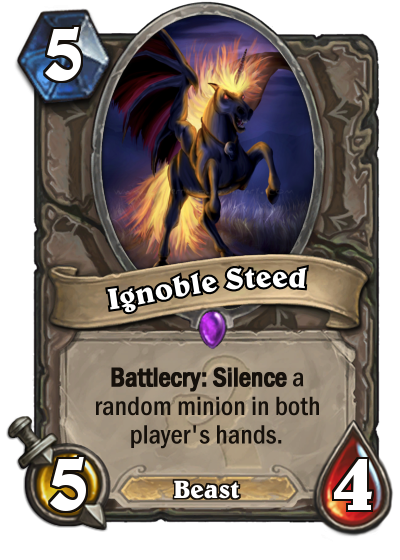 5
Ignoble Steed
Battlecry: Silence a
random minion in both
player's hands.
5
Beast
4